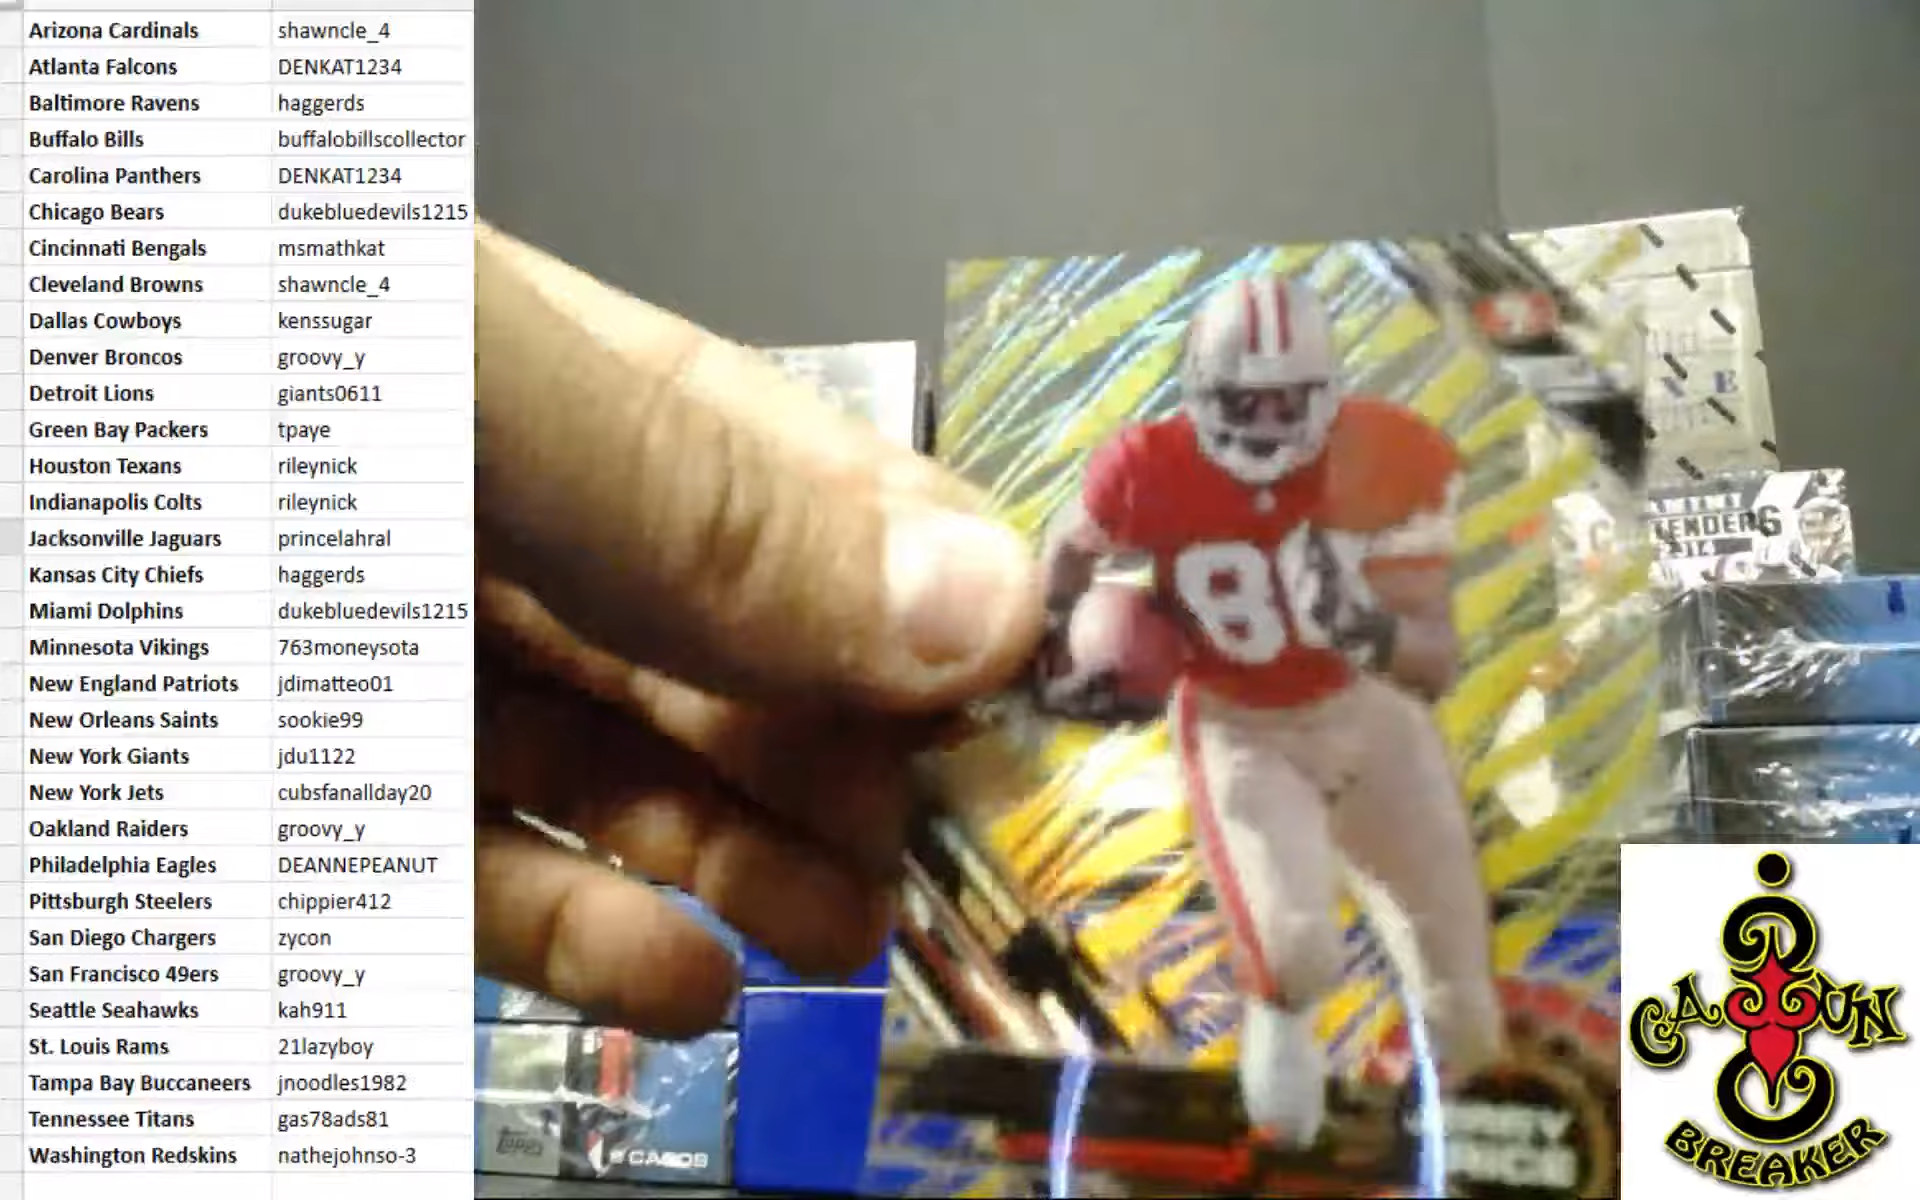 Arizona Cardinals shawncle_4
Atlanta Falcons DENKAT1234
Baltimore Ravens haggerds
Buffalo Bills buffalobillscollector
Carolina Panthers DENKAT1234
Chicago Bears dukebluedevils1215
Cincinnati Bengals msmathkat
Cleveland Browns shawncle_4
Dallas Cowboys kenssugar
Denver Broncos groovy_y
Detroit Lions giants0611
Green Bay Packers tpaye
Houston Texans rileynick
Indianapolis Colts rileynick
Jacksonville Jaguars princelahral
Kansas City Chiefs haggerds
Miami Dolphins dukebluedevils1215
Minnesota Vikings 763moneysota
New England Patriots jdimatteo01
New Orleans Saints sookie99
New York Giants jdu1122
New York Jets cubsfanallday20
Oakland Raiders groovy_y
Philadelphia Eagles DEANNEPEANUT
Pittsburgh Steelers chippier412
San Diego Chargers zycon
San Francisco 49ers groovy_y
Seattle Seahawks kah911
St. Louis Rams 21lazyboy
Tampa Bay Buccaneers jnoodles1982
Tennessee Titans gas78ads81
Washington Redskins nathejohnso-3
80
TOPPS
CAJUN
BREAKER